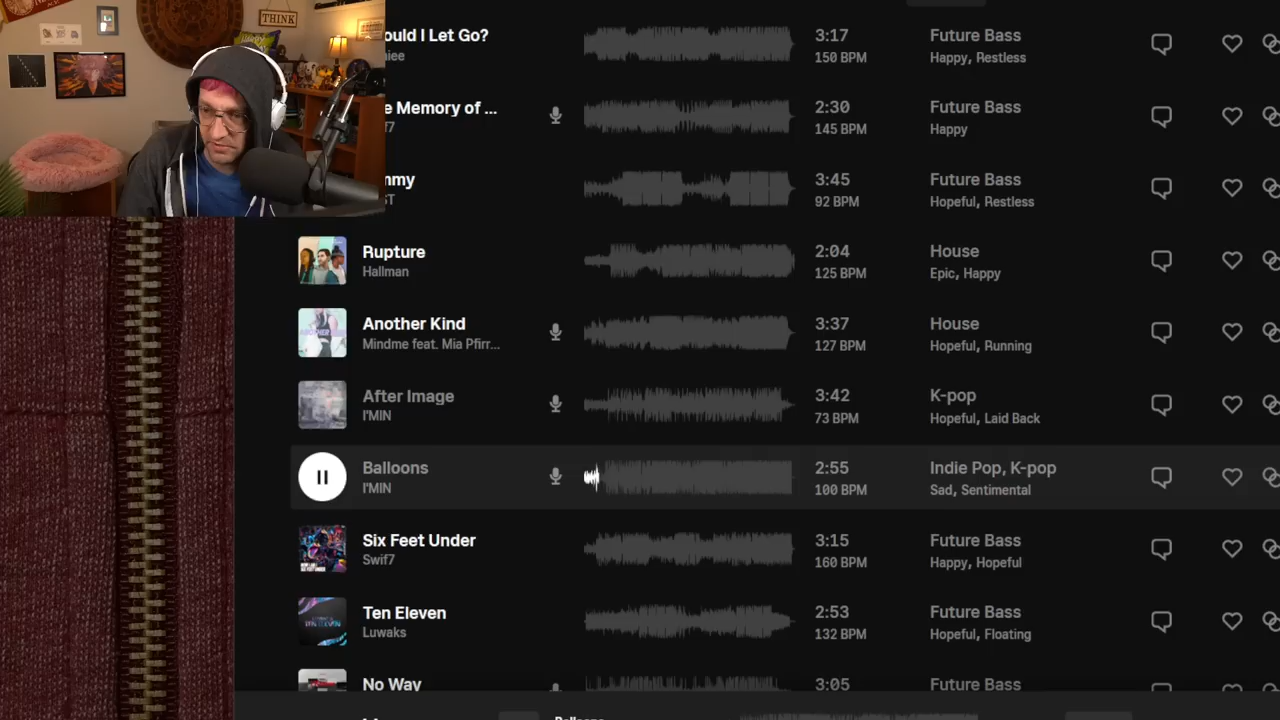 THINK
ould I Let Go?
3:17
Future Bass
150 BPM
Happy, Restless
e Memory of ...
2:30
Future Bass
145 BPM
Happy
mmy
3:45
Future Bass
92 BPM
Hopeful, Restless
Rupture
2:04
House
Hallman
125 BPM
Epic, Happy
Another Kind
3:37
House
Mindme feat. Mia Pfirr...
127 BPM
Hopeful, Running
After Image
3:42
K-pop
I'MIN
73 BPM
Hopeful, Laid Back
Balloons
2:55
Indie Pop, K-pop
I'MIN
100 BPM
Sad, Sentimental
Six Feet Under
3:15
Future Bass
Swif7
160 BPM
Happy, Hopeful
Ten Eleven
2:53
Future Bass
Luwaks
132 BPM
Hopeful, Floating
No Way
3:05
Future Bass